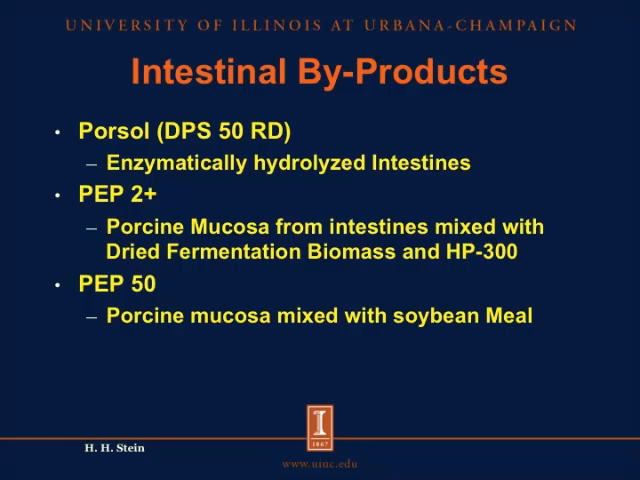 UNIVERSITY OF ILLINOIS AT URBANA-CHAMPAIGN
Intestinal By-Products
• Porsol (DPS 50 RD)
– Enzymatically hydrolyzed Intestines
• PEP 2+
– Porcine Mucosa from intestines mixed with
Dried Fermentation Biomass and HP-300
• PEP 50
– Porcine mucosa mixed with soybean Meal
I
1867
H. H. Stein
www.uiuc.edu